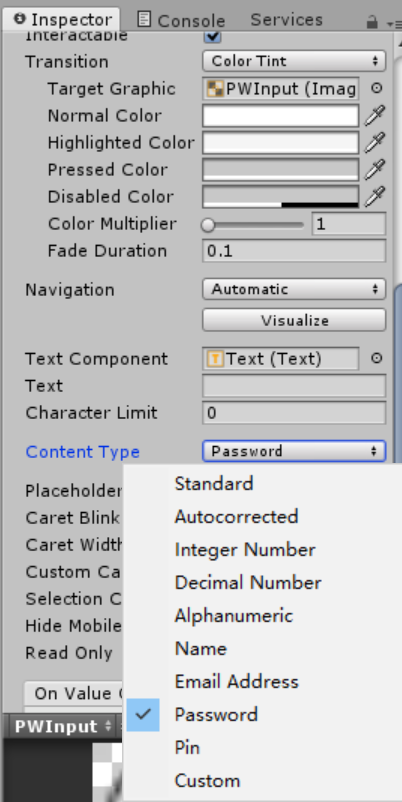 Inspector Console Services
Interactable
Transition Color Tint
Target Graphic PWInput (Imag
Normal Color
Highlighted Color
Pressed Color
Disabled Color
Color Multiplier 1
Fade Duration 0.1
Navigation Automatic
Visualize
Text Component Text (Text)
Text
Character Limit 0
Content Type Password
Standard
Placeholder
Autocorrected
Caret Blink
Integer Number
Caret Widt
Decimal Number
Custom Ca
Selection C
Alphanumeric
Hide Mobile
Name
Read Only
Email Address
On Value
Password
PWInput
Pin
Custom